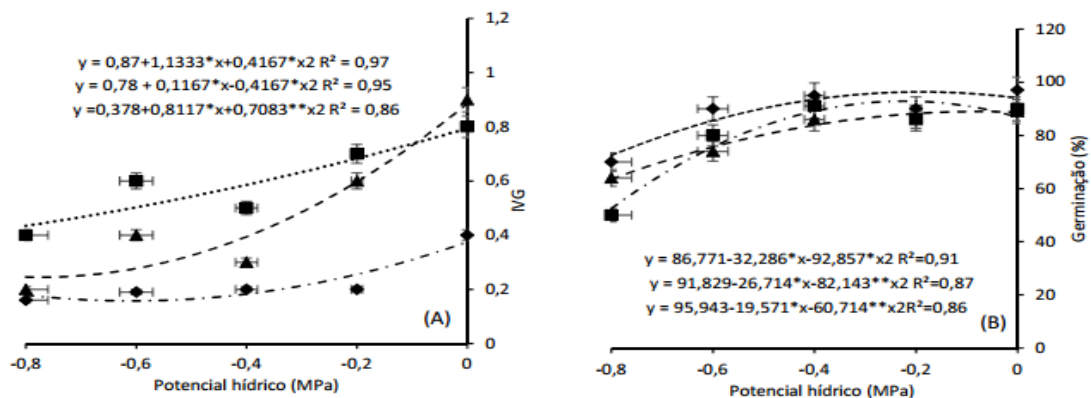 y = 0,87+1,1333*x+0,4167*x2 R² = 0,97
y = 0,78 + 0,1167*x-0,4167*x2 R² = 0,95
y =0,378+0,8117*x+0,7083**x2 R² = 0,86
1,2
1
0,8
0,6
0,4
0,2
0
IVG
(A)
-0,8
-0,6
-0,4
-0,2
0
Potencial hídrico (MPa)
120
100
80
60
40
20
0
Germinação (%)
y = 86,771-32,286*x-92,857*x2 R²=0,91
y = 91,829-26,714*x-82,143**x2 R²=0,87
y = 95,943-19,571*x-60,714**x2R²=0,86
(B)
-0,8
-0,6
-0,4
-0,2
0
Potencial hídrico (MPa)